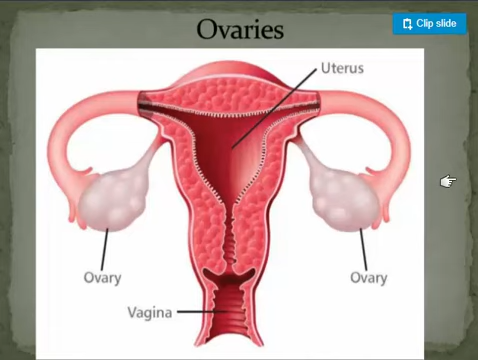 Ovaries
Clip slide
Uterus
Ovary
Ovary
Vagina